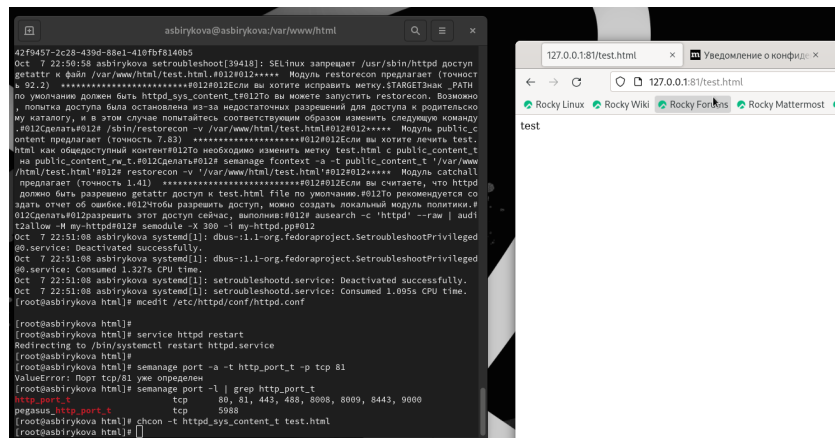 asbirykova@asbirykova:/var/www/html
42f9457-2c28-439d-88e1-410fbf8140b5
Oct  7 22:50:58 asbirykova setroubleshoot[39418]: SELinux запрещает /usr/sbin/httpd доступ
getattr к файл /var/www/html/test.html.#012#012*****  Модуль restorecon предлагает (точност
ь 92.2)  ************************#012#012Если вы хотите исправить метку.$TARGETЗнак _PATH
по умолчанию должен быть httpd_sys_content_t#012То вы можете запустить restorecon. Возможно
, попытка доступа была остановлена из-за недостаточных разрешений для доступа к родительско
му каталогу, и в этом случае попытайтесь соответствующим образом изменить следующую команду
.#012Сделать#012# /sbin/restorecon -v /var/www/html/test.html#012#012*****  Модуль public_c
ontent предлагает (точность 7.83)  ********************#012#012Если вы хотите лечить test.
html как общедоступный контент#012То необходимо изменить метку test.html с public_content_t
на public_content_rw_t.#012Сделать#012# semanage fcontext -a -t public_content_t '/var/www
/html/test.html'#012# restorecon -v '/var/www/html/test.html'#012#012*****  Модуль catchall
предлагает (точность 1.41)  **************************#012#012Если вы считаете, что httpd
должно быть разрешено getattr доступ к test.html file по умолчанию.#012То рекомендуется со
здать отчет об ошибке.#012Чтобы разрешить доступ, можно создать локальный модуль политики.#
012Сделать#012разрешить этот доступ сейчас, выполнив:#012# ausearch -c 'httpd' --raw | audi
t2allow -M my-httpd#012# semodule -X 300 -i my-httpd.pp#012
Oct  7 22:51:08 asbirykova systemd[1]: dbus-:1.1-org.fedoraproject.SetroubleshootPrivileged
@0.service: Deactivated successfully.
Oct  7 22:51:08 asbirykova systemd[1]: dbus-:1.1-org.fedoraproject.SetroubleshootPrivileged
@0.service: Consumed 1.327s CPU time.
Oct  7 22:51:08 asbirykova systemd[1]: setroubleshootd.service: Deactivated successfully.
Oct  7 22:51:08 asbirykova systemd[1]: setroubleshootd.service: Consumed 1.095s CPU time.
[root@asbirykova html]# mcedit /etc/httpd/conf/httpd.conf
[root@asbirykova html]#
[root@asbirykova html]# service httpd restart
Redirecting to /bin/systemctl restart httpd.service
[root@asbirykova html]# semanage port -a -t http_port_t -p tcp 81
ValueError: Порт tcp/81 уже определен
[root@asbirykova html]# semanage port -l | grep http_port_t
http_port_t                    tcp      80, 81, 443, 488, 8008, 8009, 8443, 9000
pegasus_http_port_t            tcp      5988
[root@asbirykova html]# chcon -t httpd_sys_content_t test.html
[root@asbirykova html]#
127.0.0.1:81/test.html
Уведомление о конфиде
127.0.0.1:81/test.html
Rocky Linux Rocky Wiki Rocky Forums Rocky Mattermost
test